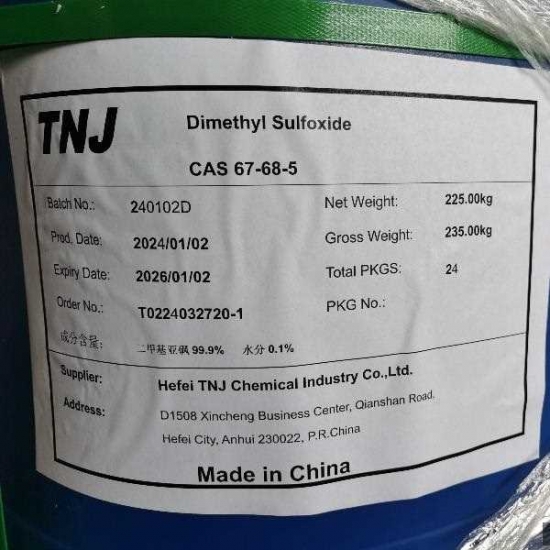 TNJ
Dimethyl Sulfoxide
CAS 67-68-5
Batch No.: 240102D Net Weight: 225.00kg
Prod. Date: 2024/01/02 Gross Weight: 235.00kg
Expiry Date: 2026/01/02 Total PKGS: 24
Order No.: T0224032720-1 PKG No.:
成分含量: 二甲基亚砜 99.9% 水分 0.1%
Supplier: Hefei TNJ Chemical Industry Co.,Ltd.
Address: D1508 Xincheng Business Center, Qianshan Road,
Hefei City, Anhui 230022, P.R.China
Made in China